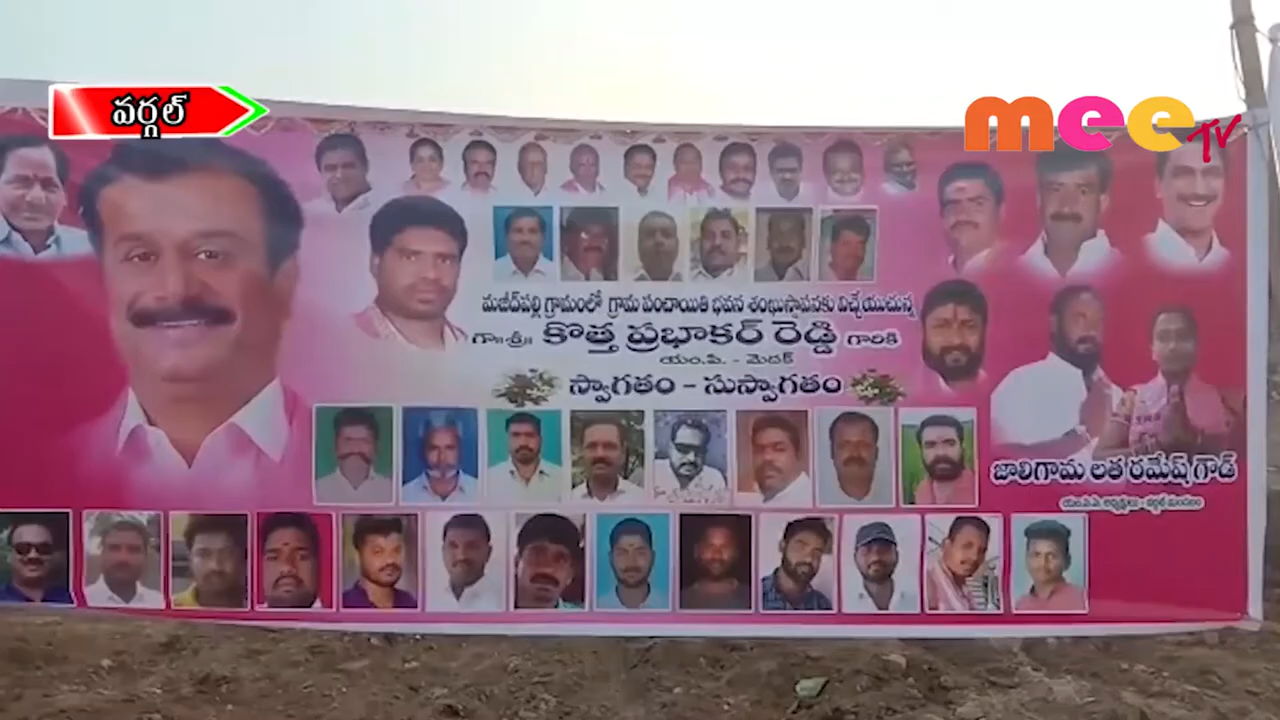 వర్గల్
mee TV
మజీద్‌పల్లి గ్రామంలో గ్రామ పంచాయితి భవన శంఖుస్థాపనకు విచ్చేయుచున్న
గౌ॥శ్రీ॥ కొత్త ప్రభాకర్ రెడ్డి గారికి
యం.పి. - మెదక్
స్వాగతం - సుస్వాగతం
జాలిగామ లత రమేష్ గౌడ్